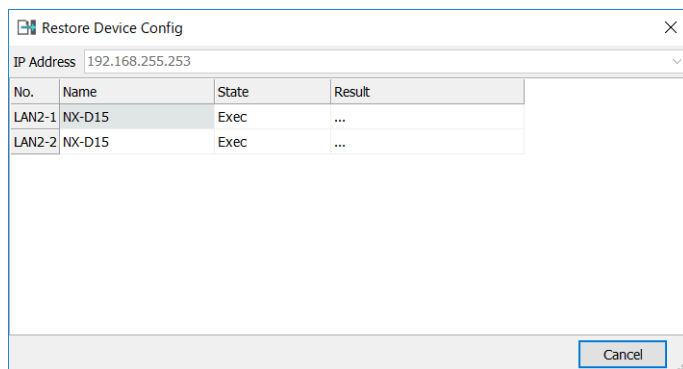 Restore Device Config
IP Address 192.168.255.253
No. Name State Result
LAN2-1 NX-D15 Exec ...
LAN2-2 NX-D15 Exec ...
Cancel